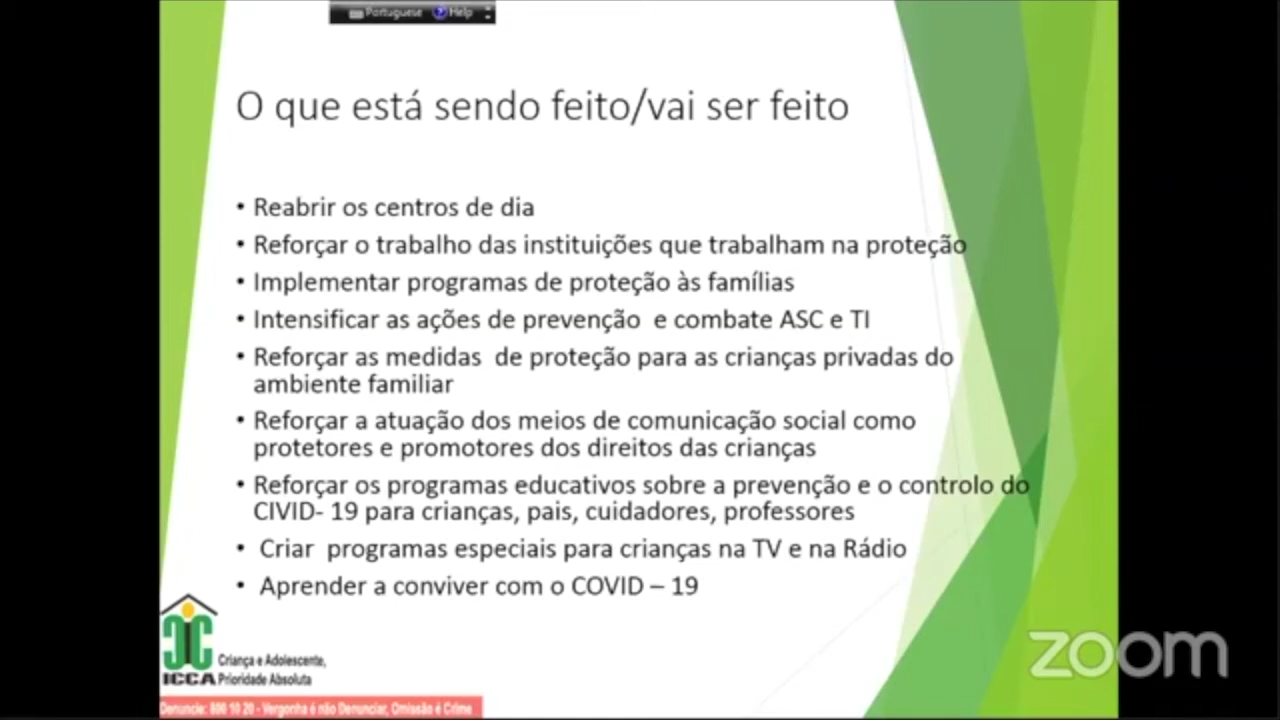 Portuguese Help
O que está sendo feito/vai ser feito
• Reabrir os centros de dia
• Reforçar o trabalho das instituições que trabalham na proteção
• Implementar programas de proteção às famílias
• Intensificar as ações de prevenção e combate ASC e TI
• Reforçar as medidas de proteção para as crianças privadas do
ambiente familiar
• Reforçar a atuação dos meios de comunicação social como
protetores e promotores dos direitos das crianças
• Reforçar os programas educativos sobre a prevenção e o controlo do
CIVID- 19 para crianças, pais, cuidadores, professores
• Criar programas especiais para crianças na TV e na Rádio
• Aprender a conviver com o COVID – 19
Criança e Adolescente,
ICCA Prioridade Absoluta
zoom
Denuncie: 800 10 20 - Vergonha é não Denunciar, Omissão é Crime